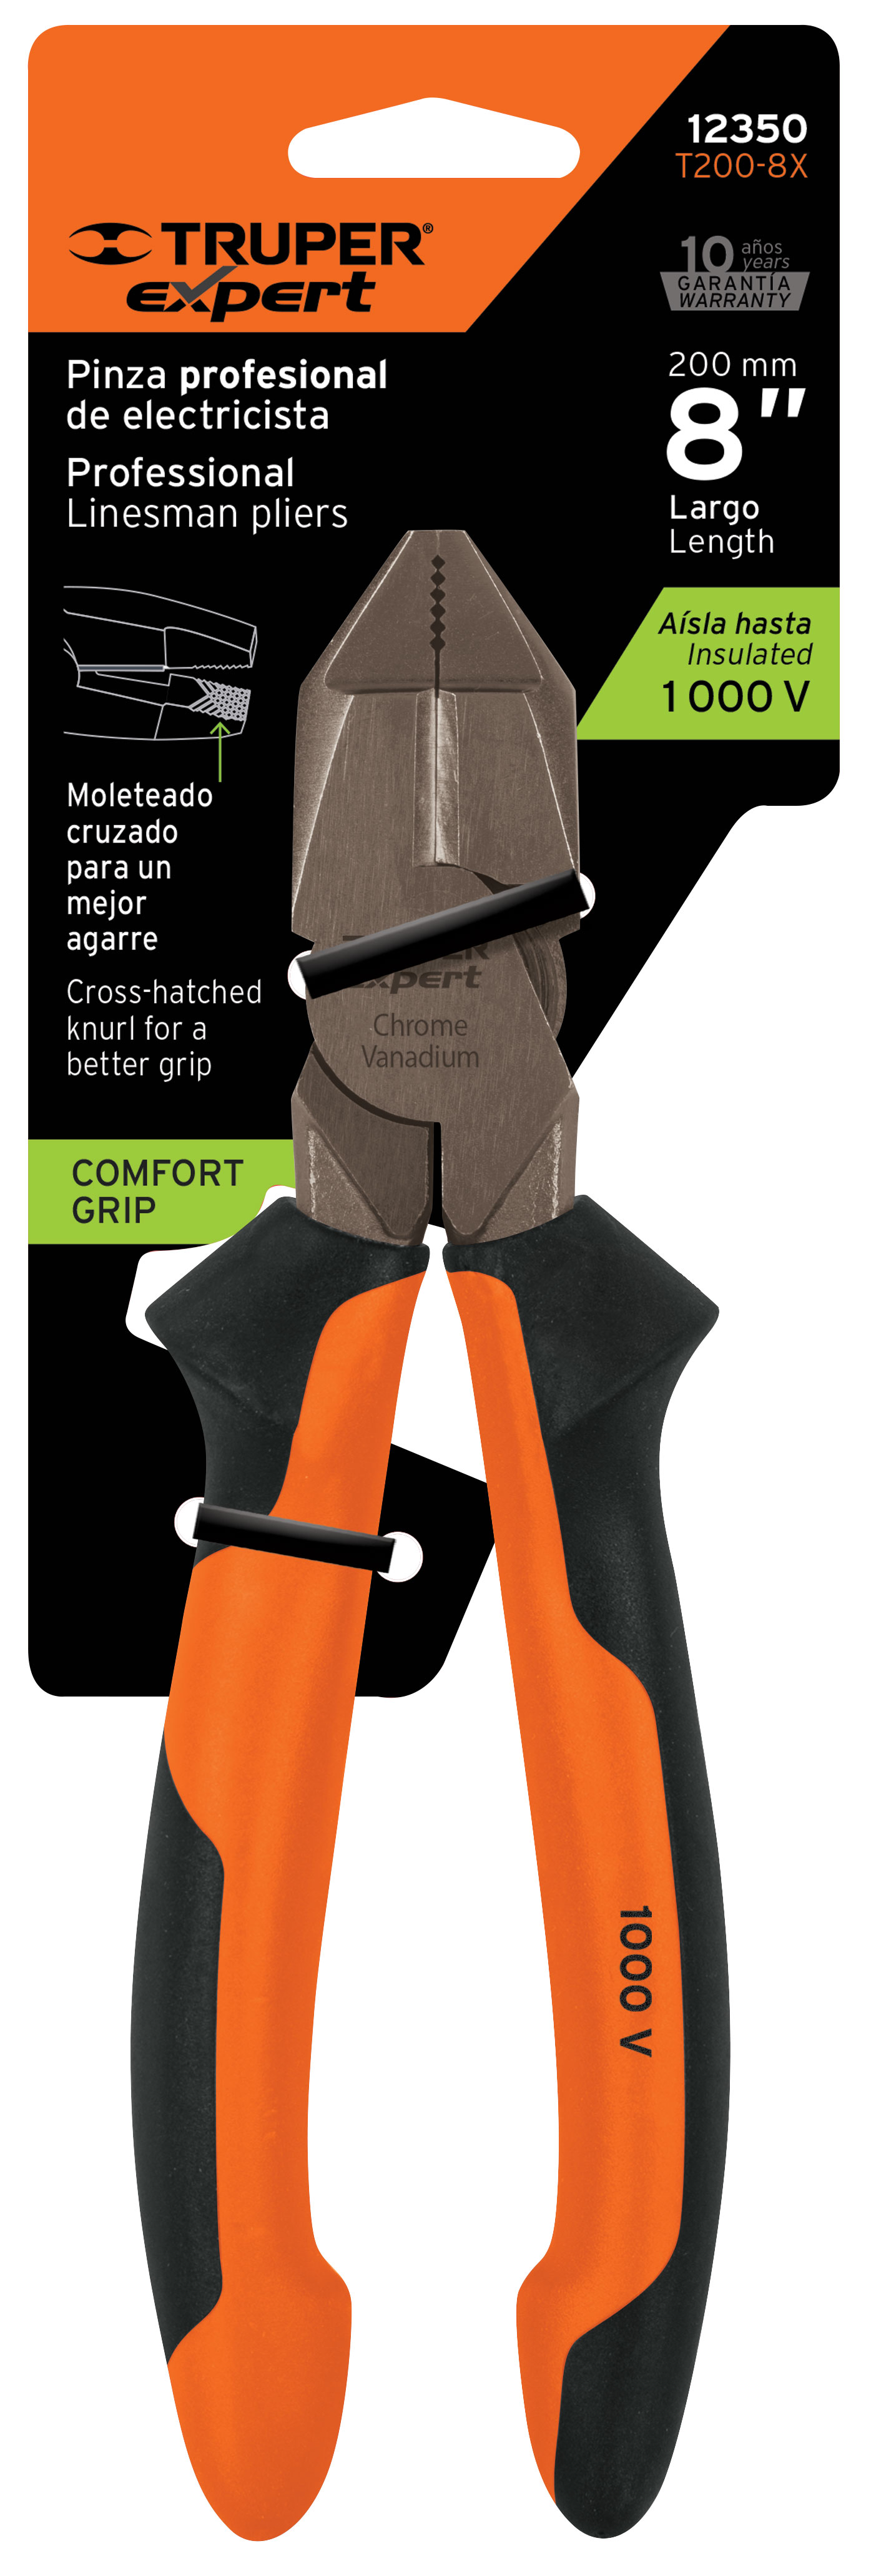 12350
T200-8X
TRUPER®
expert
10 años
years
GARANTÍA
WARRANTY
Pinza profesional
de electricista
Professional
Linesman pliers
200 mm
8"
Largo
Length
Aísla hasta
Insulated
1 000 V
Moleteado
cruzado
para un
mejor
agarre
Cross-hatched
knurl for a
better grip
expert
Chrome
Vanadium
COMFORT
GRIP
1000 V